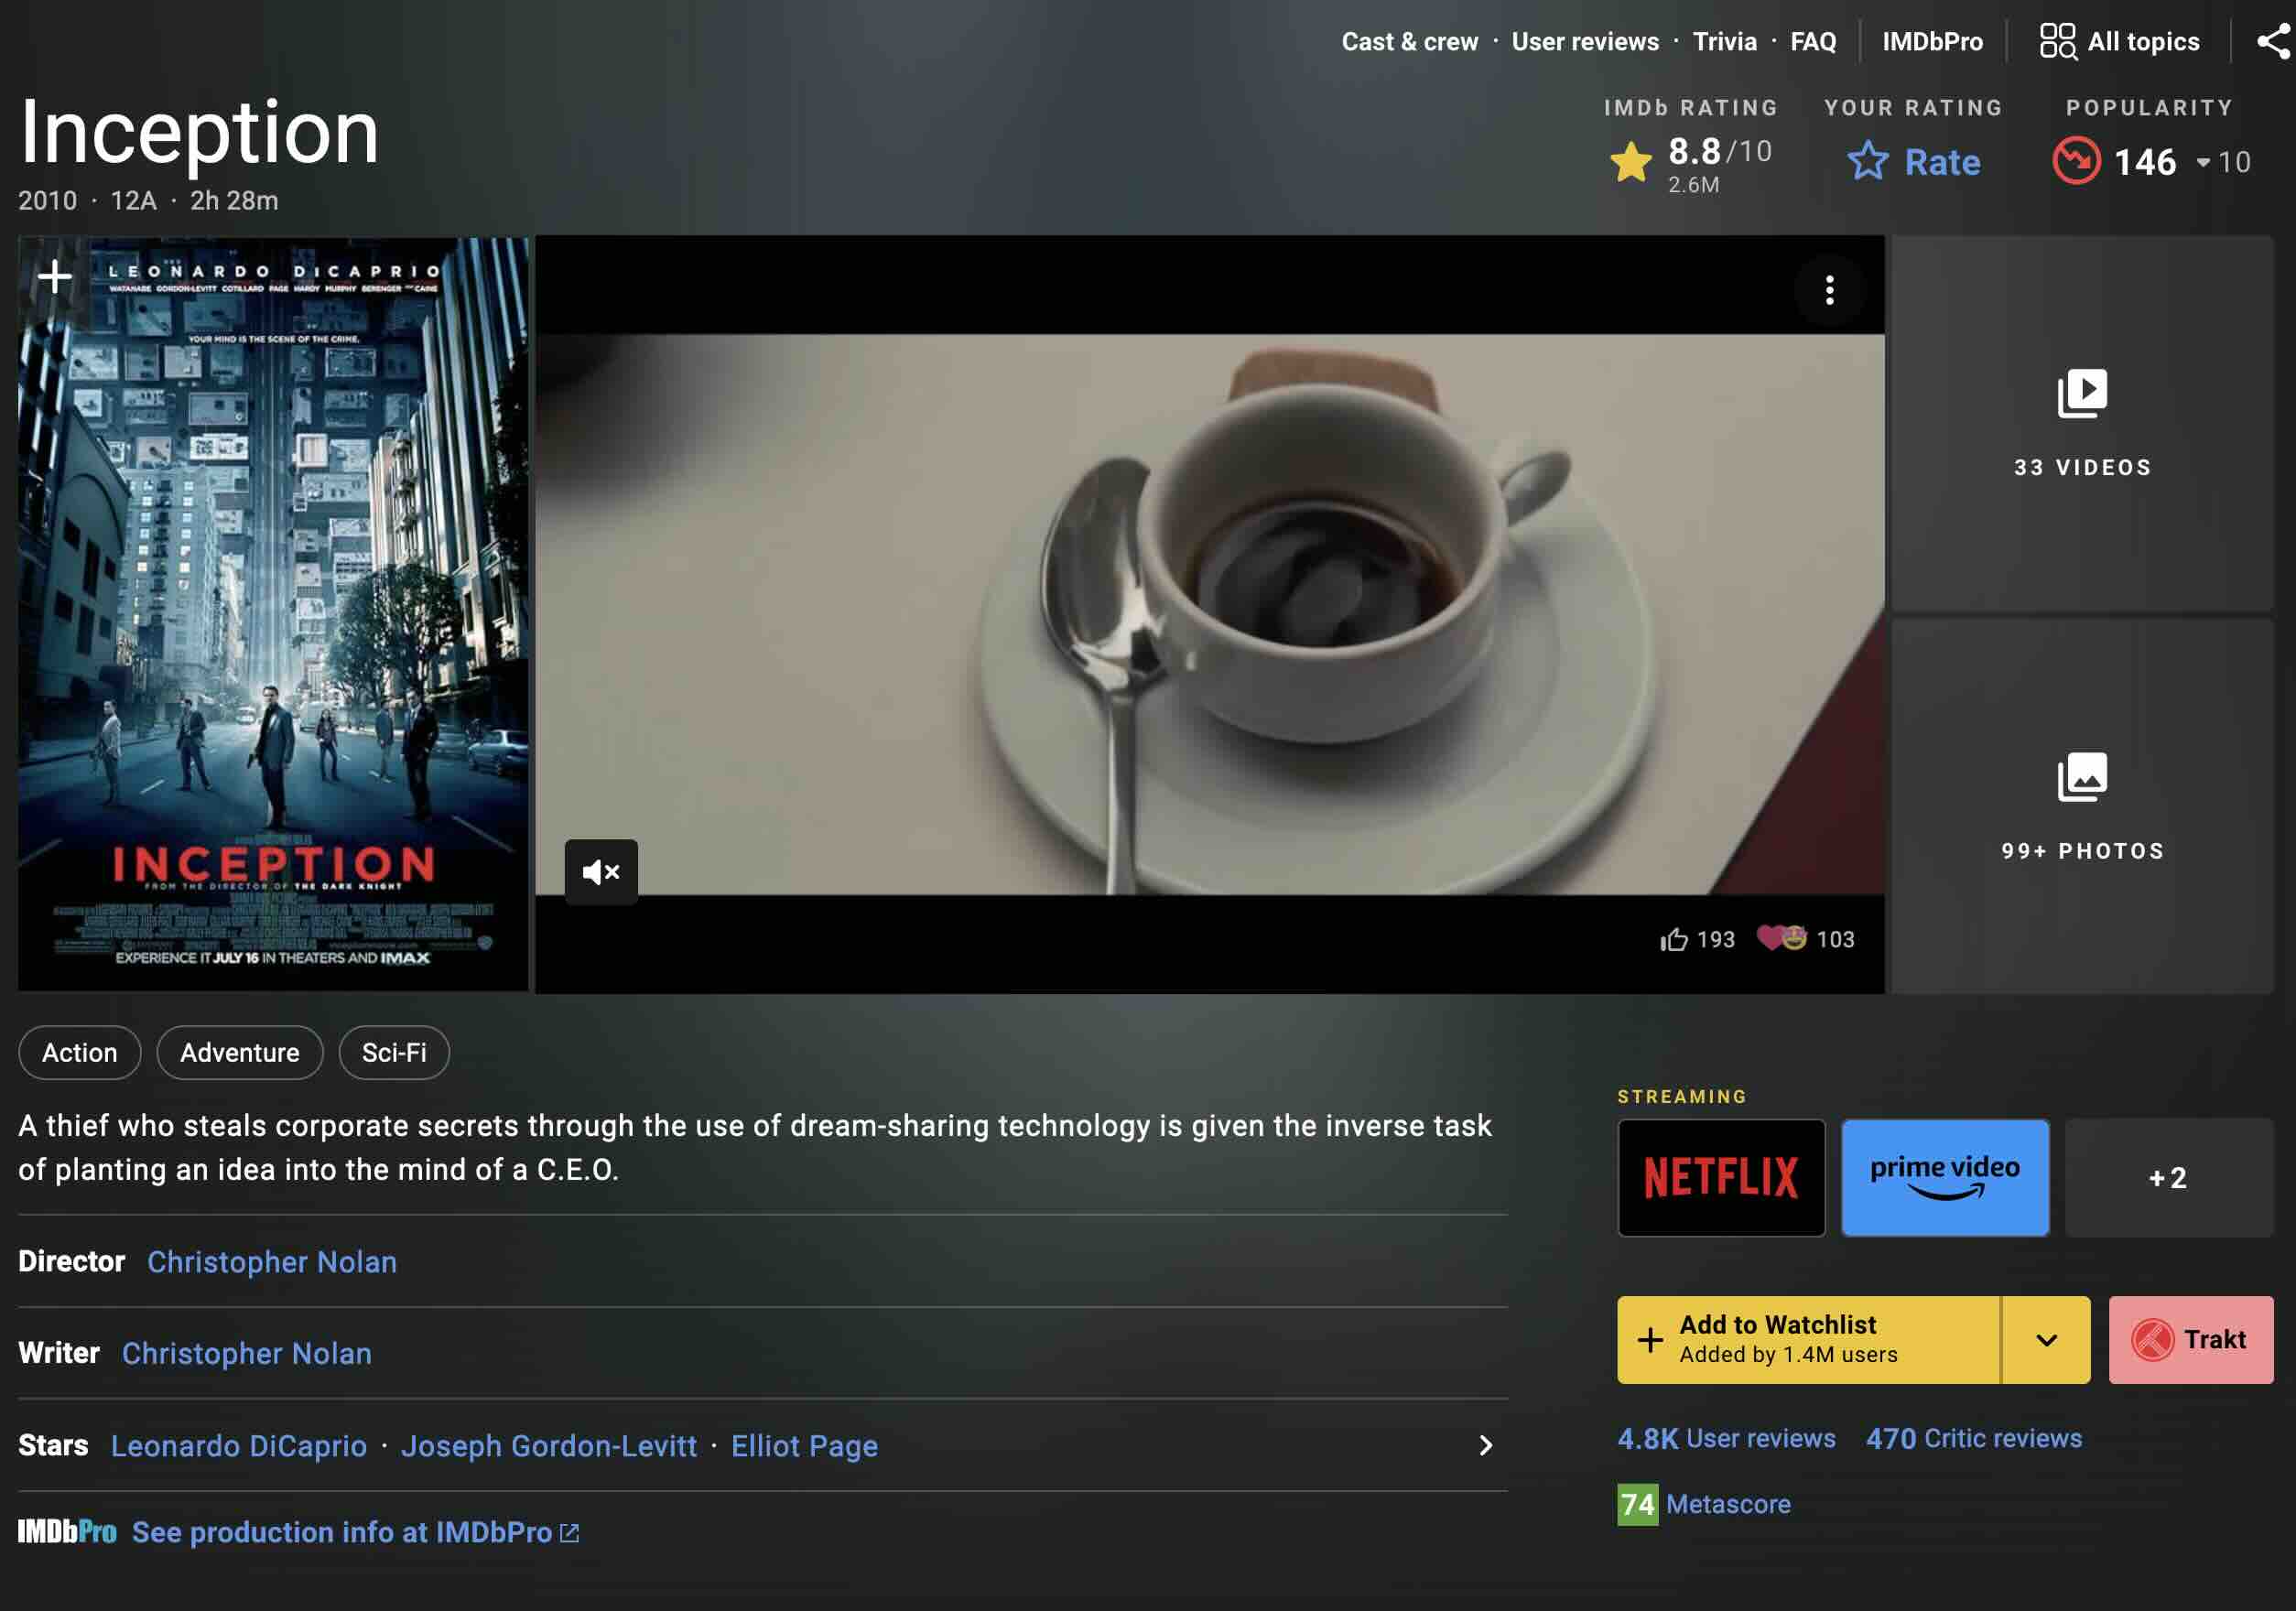 Cast & crew · User reviews · Trivia · FAQ IMDbPro All topics
Inception
2010 · 12A · 2h 28m
IMDb RATING
8.8/10
2.6M
YOUR RATING
Rate
POPULARITY
146 10
LEONARDO DiCAPRIO
WATANABE GORDON-LEVITT COTILLARD PAGE HARDY MURPHY BERENGER AND CAINE
YOUR MIND IS THE SCENE OF THE CRIME.
INCEPTION
FROM THE DIRECTOR OF THE DARK KNIGHT
EXPERIENCE IT JULY 16 IN THEATERS AND IMAX
193 103
33 VIDEOS
99+ PHOTOS
Action Adventure Sci-Fi
A thief who steals corporate secrets through the use of dream-sharing technology is given the inverse task
of planting an idea into the mind of a C.E.O.
Director Christopher Nolan
Writer Christopher Nolan
Stars Leonardo DiCaprio · Joseph Gordon-Levitt · Elliot Page
IMDbPro See production info at IMDbPro
STREAMING
NETFLIX prime video +2
Add to Watchlist
Added by 1.4M users
Trakt
4.8K User reviews 470 Critic reviews
74 Metascore